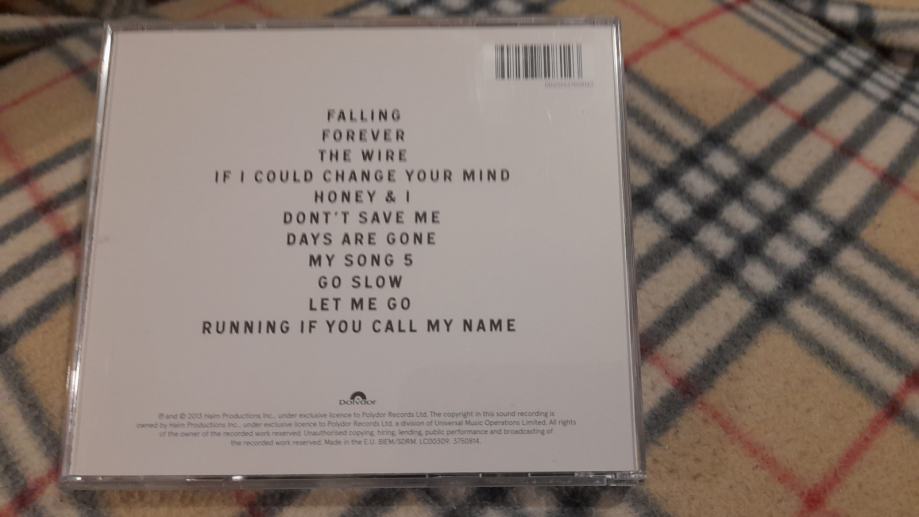 FALLING
FOREVER
THE WIRE
IF I COULD CHANGE YOUR MIND
HONEY & I
DONT'T SAVE ME
DAYS ARE GONE
MY SONG 5
GO SLOW
LET ME GO
RUNNING IF YOU CALL MY NAME
Polydor
℗ and © 2013 Haim Productions Inc., under exclusive licence to Polydor Records Ltd. The copyright in this sound recording is
owned by Haim Productions Inc., under exclusive licence to Polydor Records Ltd, a division of Universal Music Operations Limited. All rights
of the owner of the recorded work reserved. Unauthorised copying, hiring, lending, public performance and broadcasting of
the recorded work reserved. Made in the E.U. BIEM/SDRM. LC00309. 3750814.